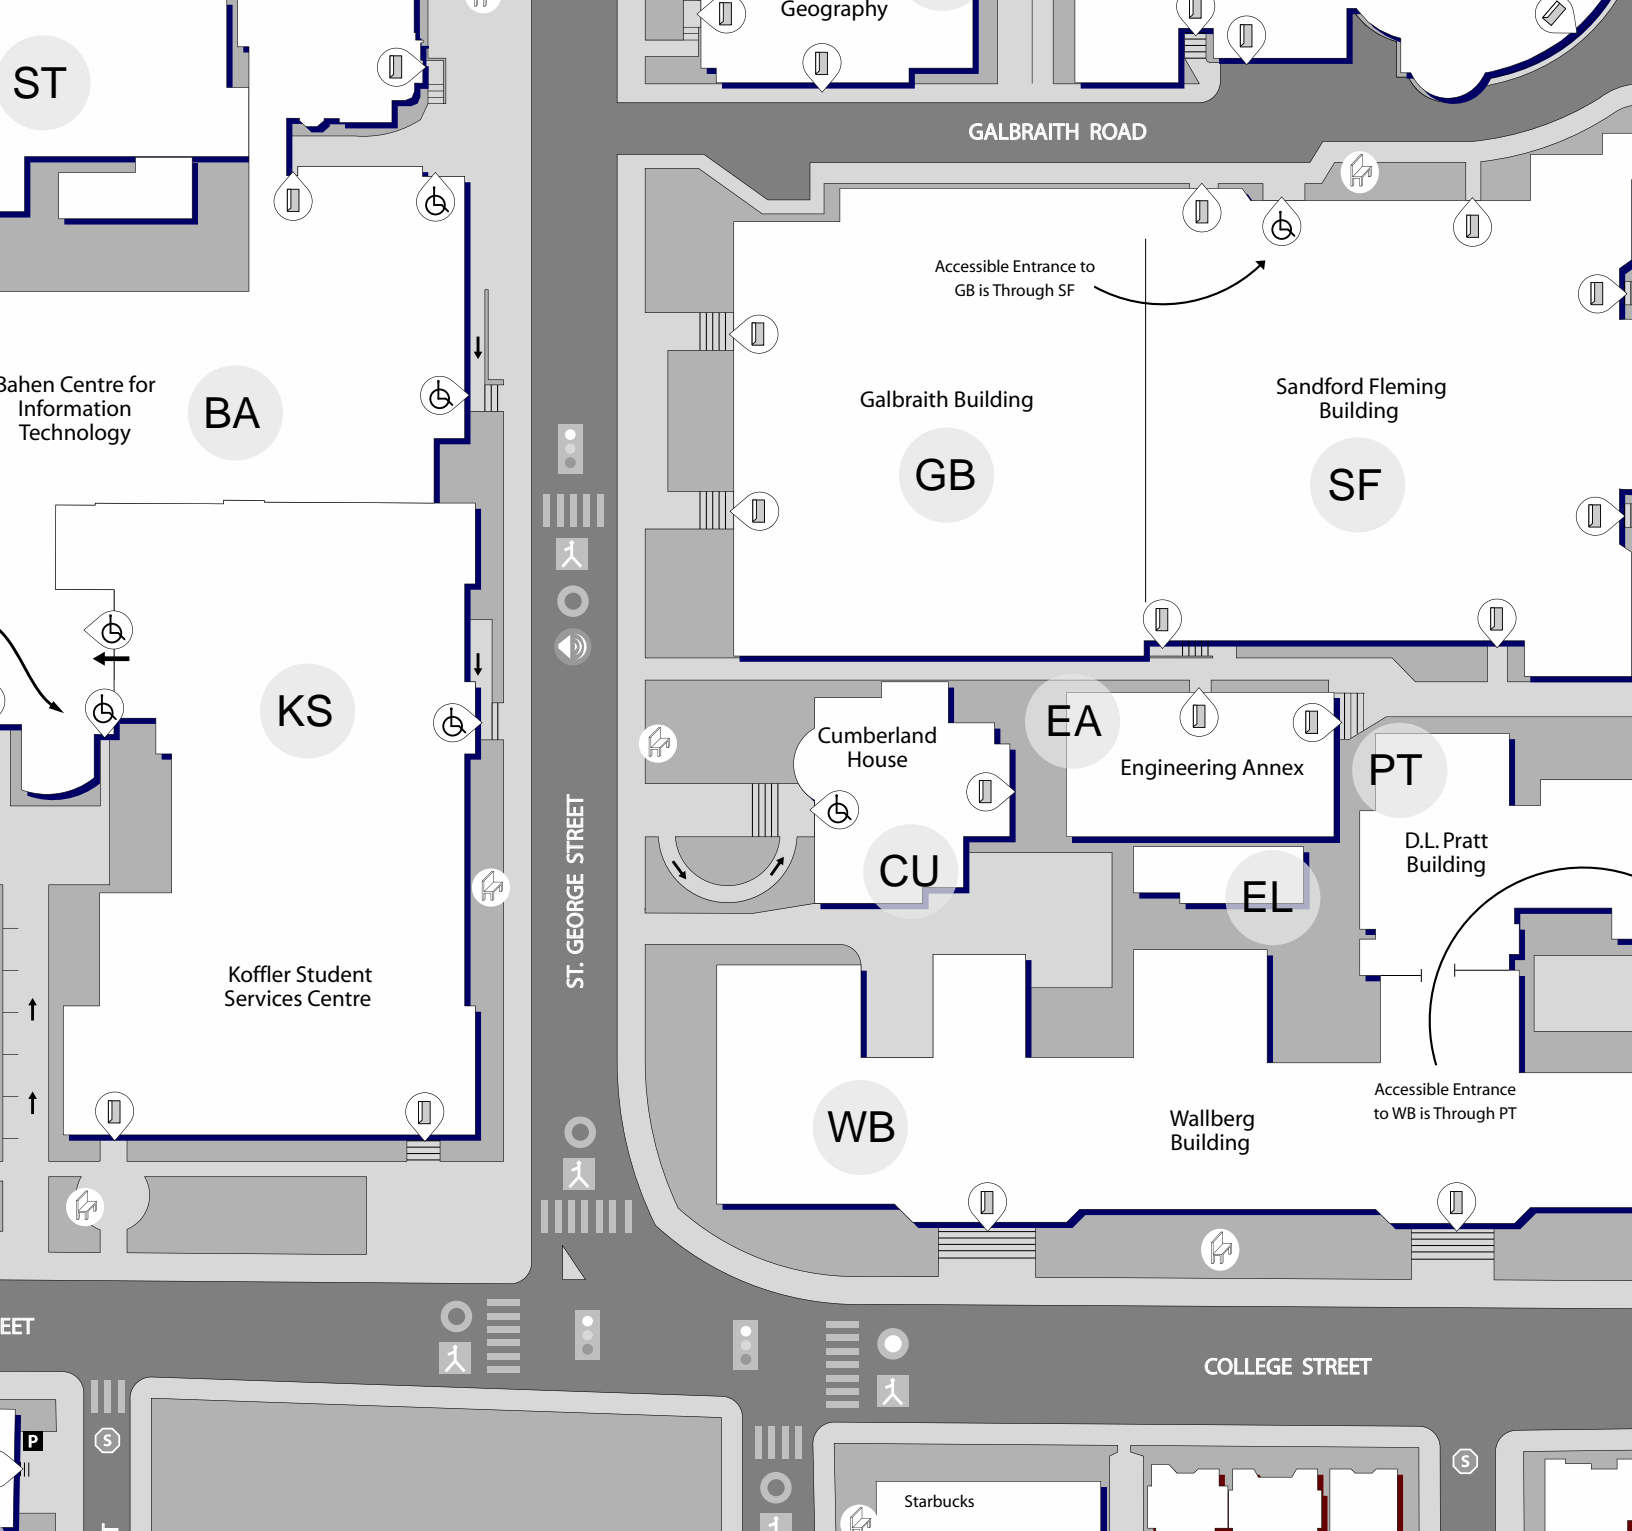 Geography
ST
GALBRAITH ROAD
Accessible Entrance to
GB is Through SF
Bahen Centre for
Information
Technology
BA
Galbraith Building
GB
Sandford Fleming
Building
SF
KS
Cumberland
House
CU
EA
Engineering Annex
PT
D.L. Pratt
Building
EL
ST. GEORGE STREET
Koffler Student
Services Centre
WB
Wallberg
Building
Accessible Entrance
to WB is Through PT
EET
COLLEGE STREET
P
S
S
Starbucks
T